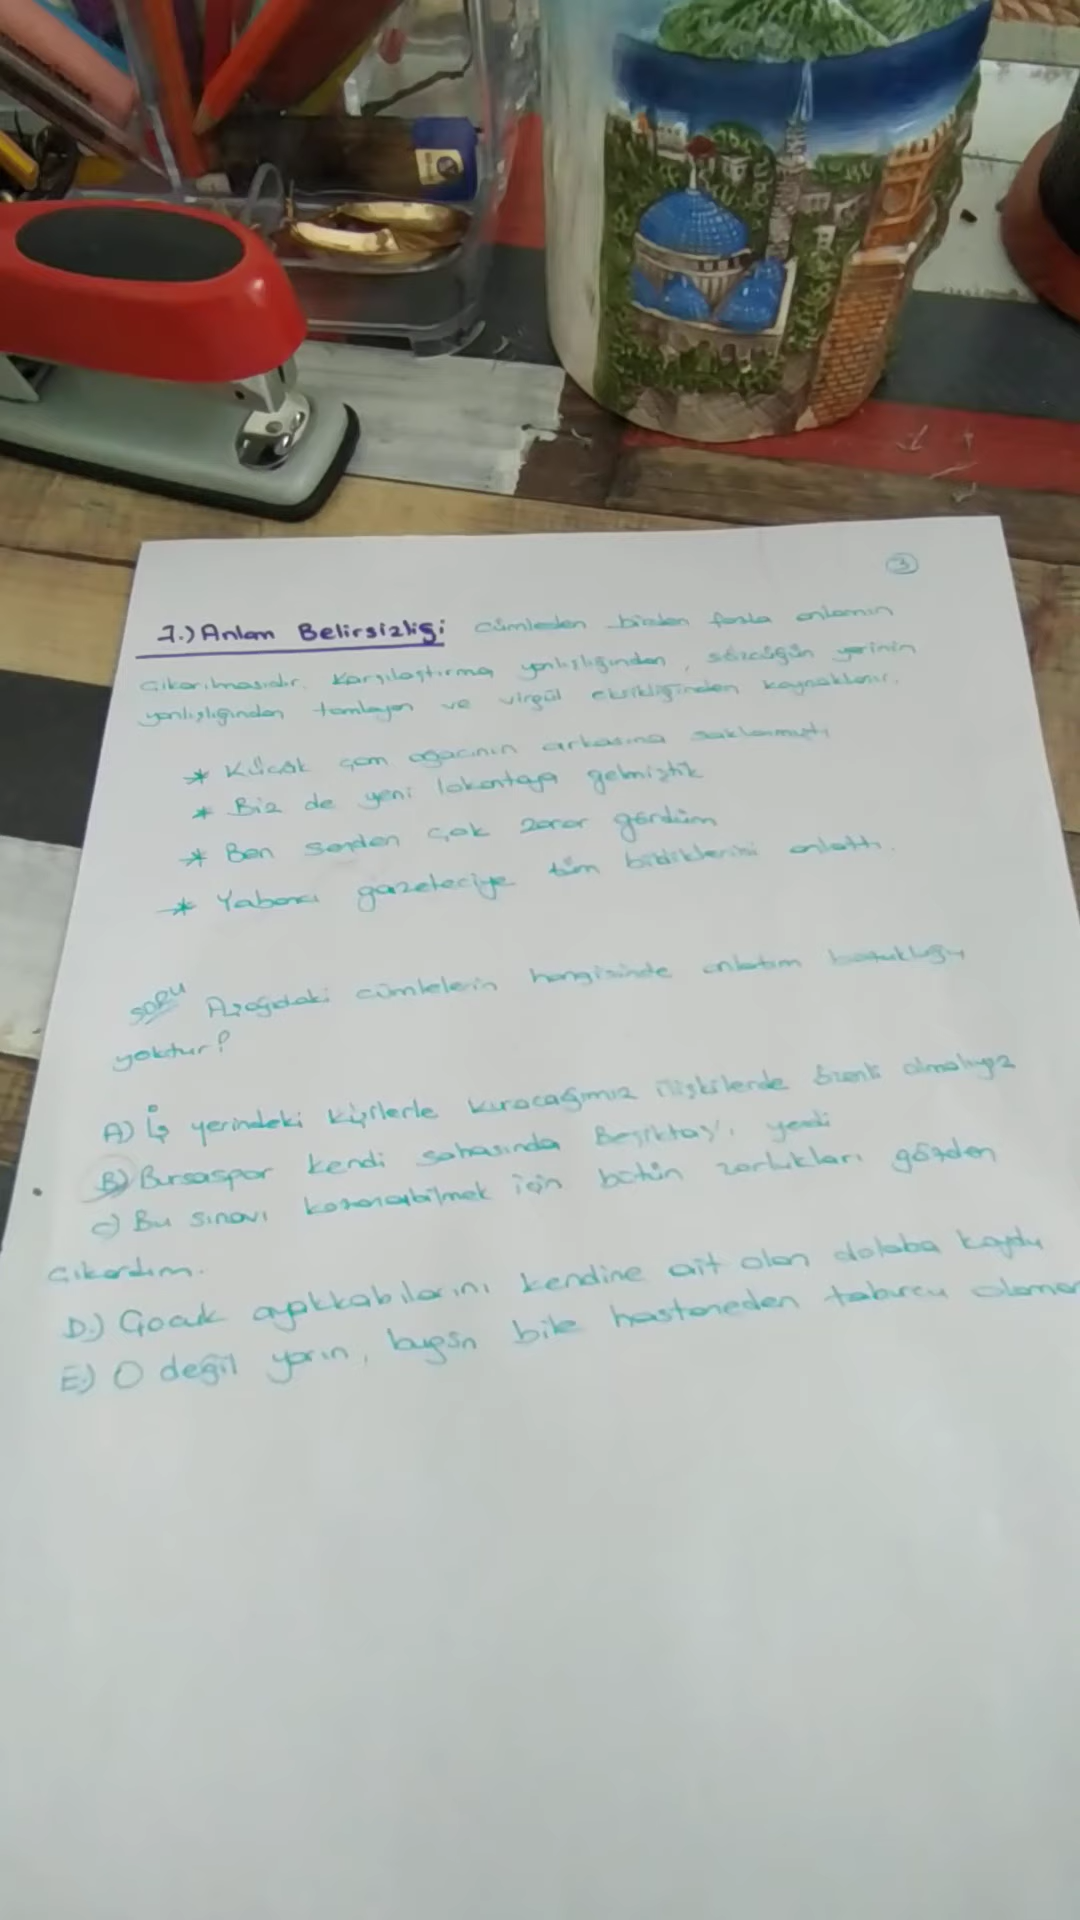 3
7.) Anlam Belirsizligi cümleden birden fazla anlamın
çıkarılmasıdır. Karşılaştırma yanlışlığından, sözcüğün yerinin
yanlışlığından tamlayan ve virgül eksikliğinden kaynaklanır.
* Küçük çam ağacının arkasına saklanmıştı
* Biz de yeni lokantaya gelmiştik
* Ben senden çok zarar gördüm
* Yabancı gazeteciye tüm bildiklerini anlattı.
SORU Aşağıdaki cümlelerin hangisinde anlatım bozukluğu
yoktur?
A) İş yerindeki kişilerle kuracağımız ilişkilerde özenli olmalıyız
B) Bursaspor kendi sahasında Beşiktaş'ı yendi
C) Bu sınavı kazanabilmek için bütün zorlukları gözden
çıkardım.
D.) Çocuk ayakkabılarını kendine ait olan dolaba koydu
E) O değil yarın, bugün bile hastaneden taburcu olamaz